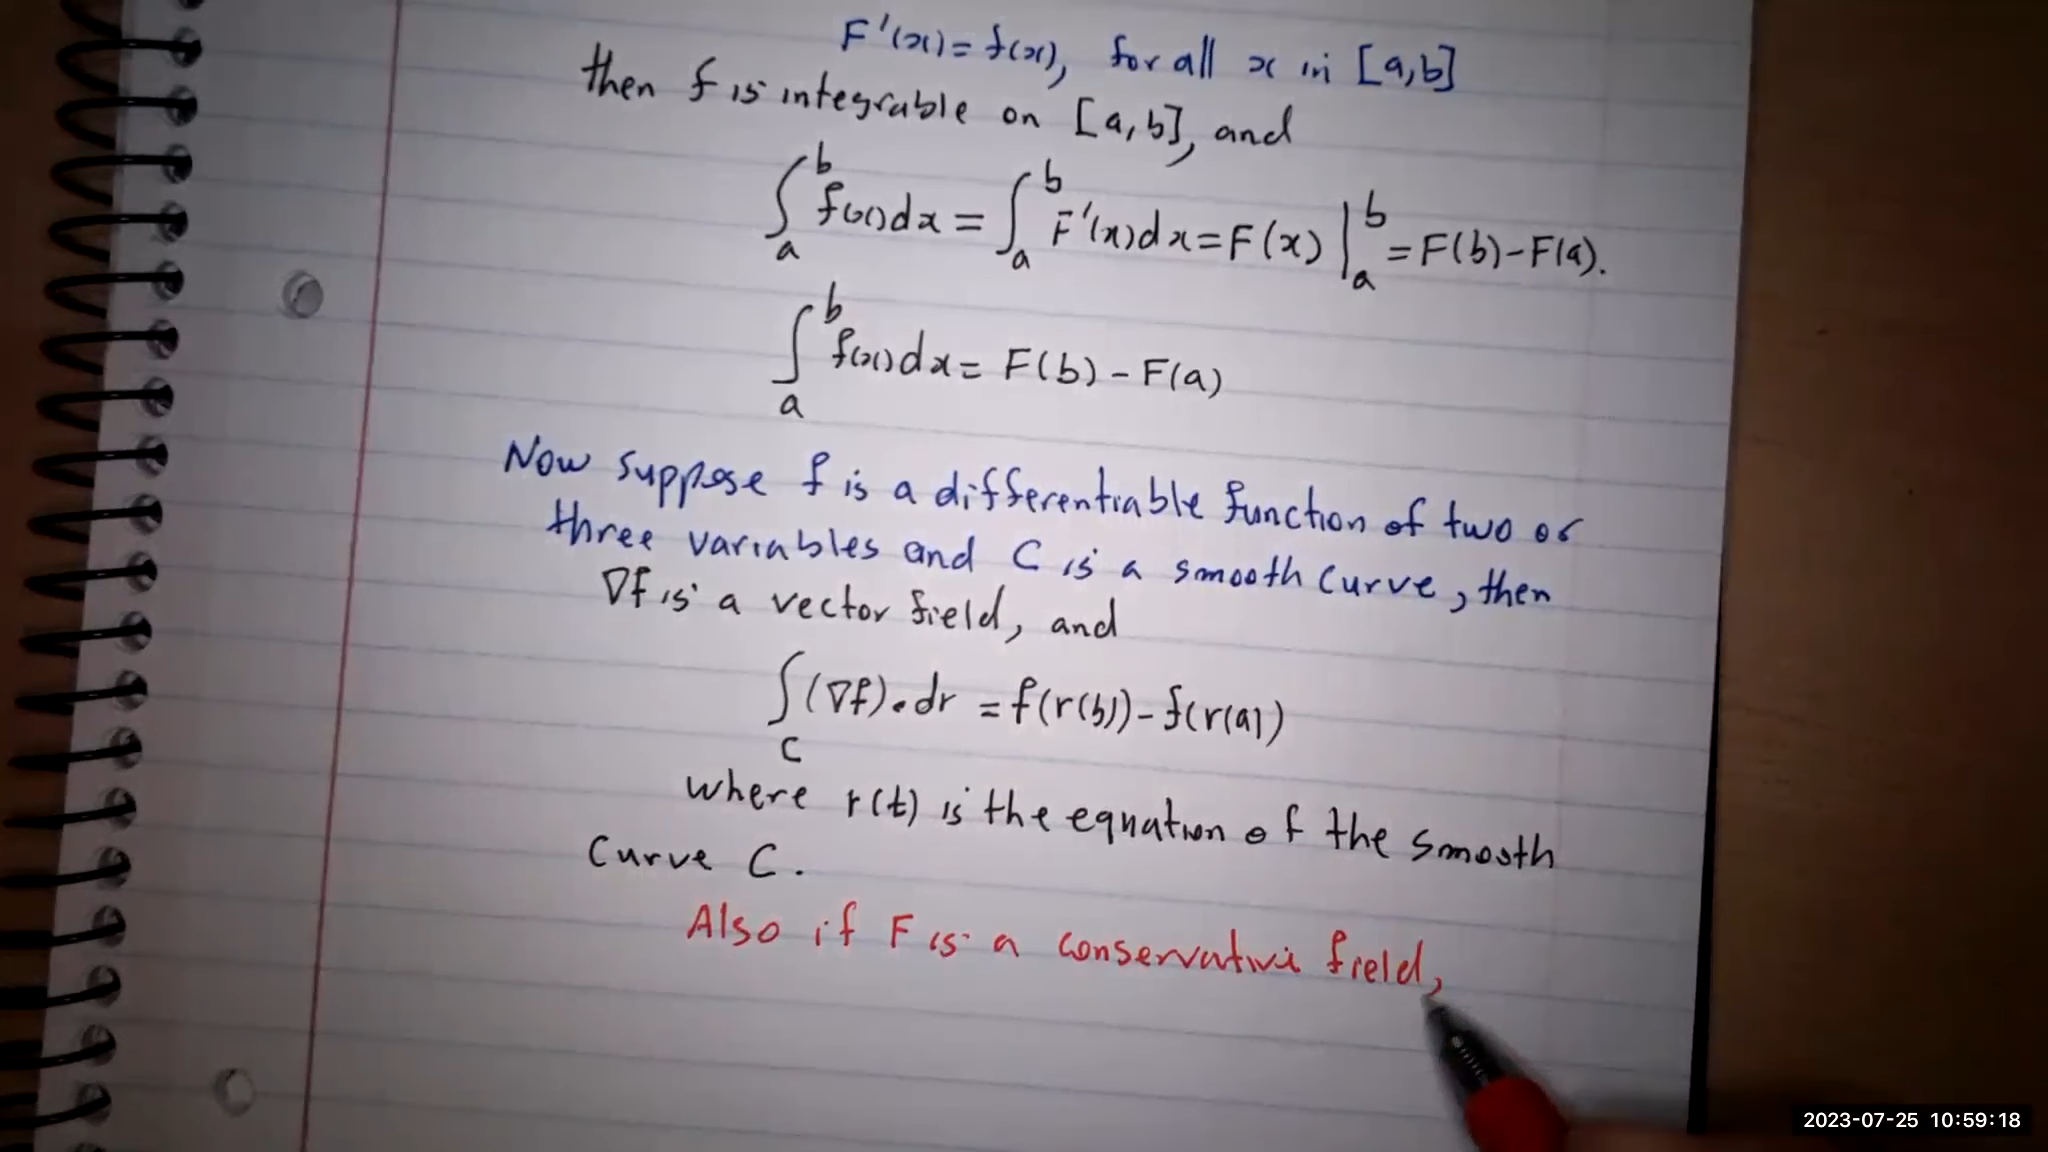 F'(x) = f(x), for all x in [a,b]
then f is integrable on [a,b], and
∫_a^b f(x)dx = ∫_a^b F'(x)dx = F(x) |_a^b = F(b)-F(a).
∫_a^b f(x)dx = F(b) - F(a)
Now suppose f is a differentiable function of two or
three variables and C is a smooth curve, then
∇f is a vector field, and
∫_C (∇f)·dr = f(r(b)) - f(r(a))
where r(t) is the equation of the smooth
curve C.
Also if F is a conservative field,
2023-07-25 10:59:18